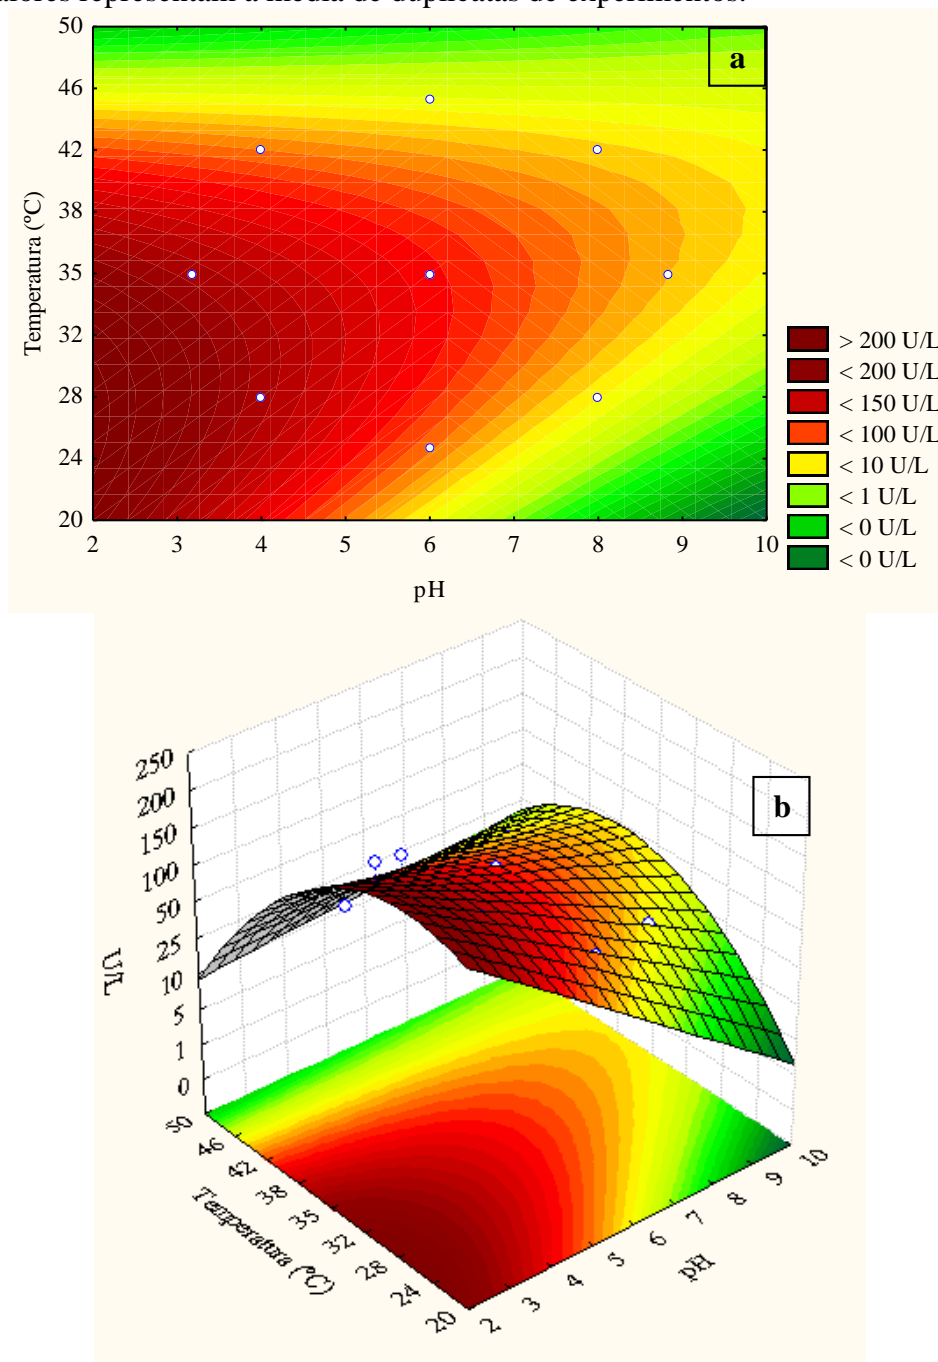 valores representam a média de duplicatas de experimentos.
a
50
46
42
38
35
32
28
24
20
Temperatura (ºC)
2 3 4 5 6 7 8 9 10
pH
> 200 U/L
< 200 U/L
< 150 U/L
< 100 U/L
< 10 U/L
< 1 U/L
< 0 U/L
< 0 U/L
b
250
200
150
100
50
25
10
5
1
0
U/L
50 46 42 38 35 32 28 24 20
Temperatura (ºC)
2 3 4 5 6 7 8 9 10
pH